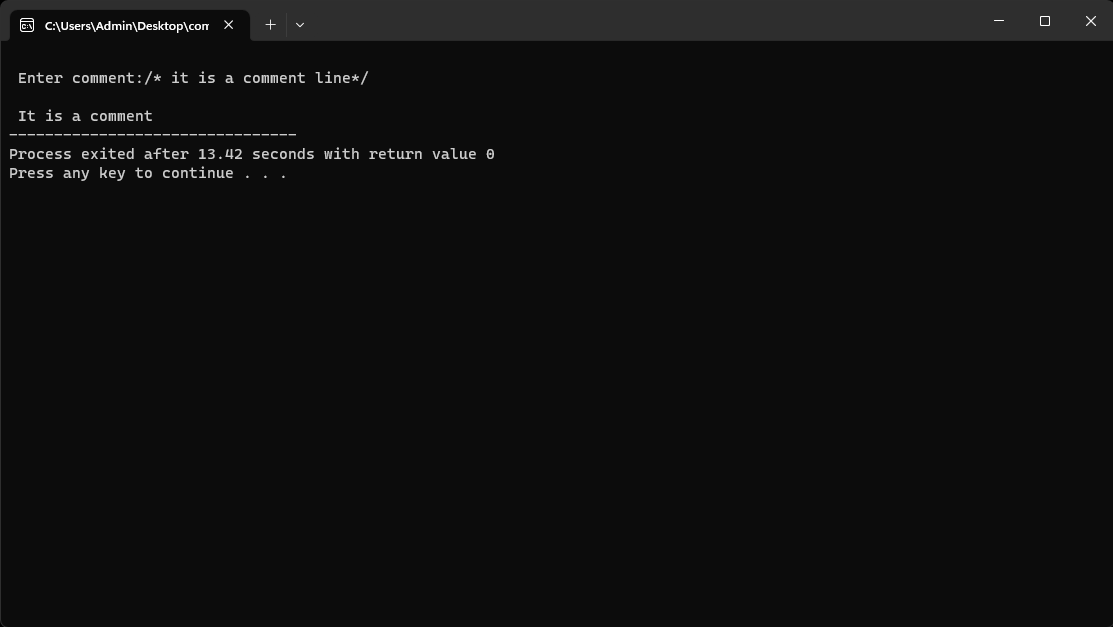 C:\Users\Admin\Desktop\com
Enter comment:/* it is a comment line*/
It is a comment
--------------------------------
Process exited after 13.42 seconds with return value 0
Press any key to continue . . .